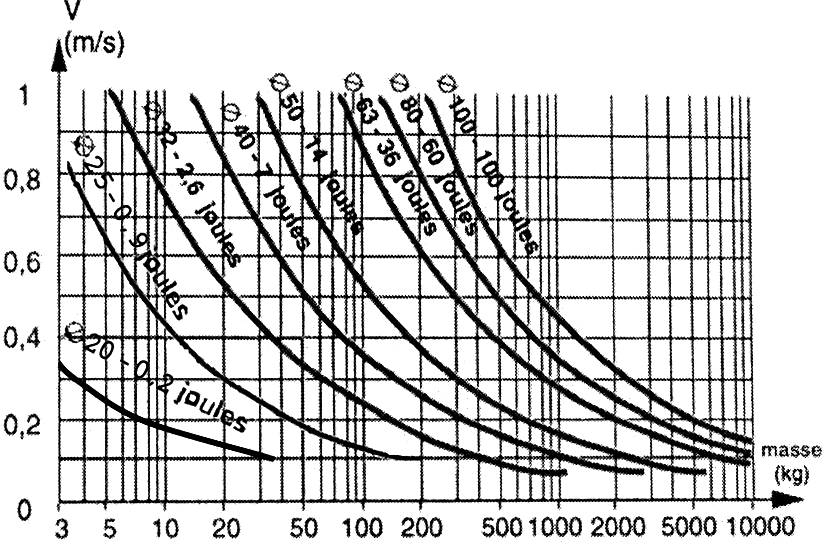 V
(m/s)
1
0,8
0,6
0,4
0,2
0
3 5 10 20 50 100 200 500 1000 2000 5000 10000
masse
(kg)
∅ 20 - 0,2 joules
∅ 25 - 0,9 joules
∅ 32 - 2,6 joules
∅ 40 - 7 joules
∅ 50 - 14 joules
∅ 63 - 36 joules
∅ 80 - 60 joules
∅ 100 - 100 joules